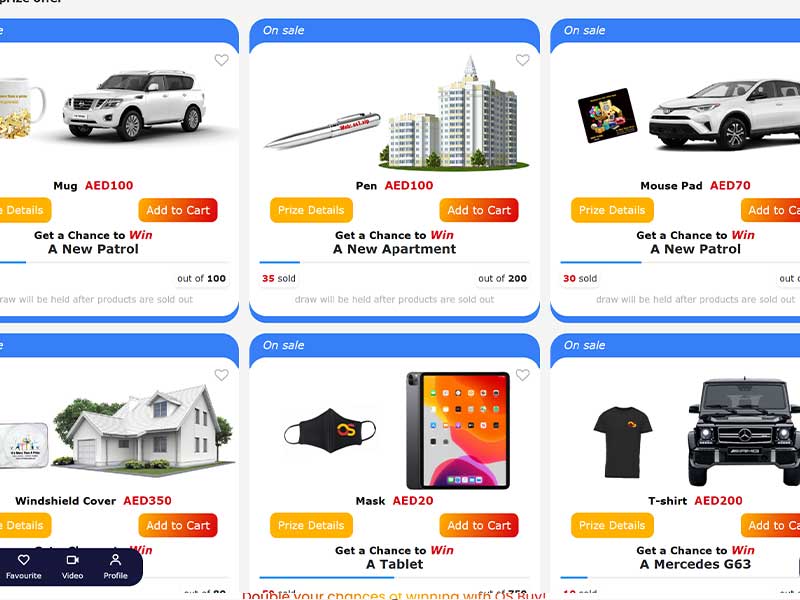 prize offer
On sale
On sale
Mug AED100
Pen AED100
Mouse Pad AED70
Prize Details Add to Cart
Prize Details Add to Cart
Get a Chance to Win
A New Patrol
Get a Chance to Win
A New Apartment
Get a Chance to Win
A New Patrol
out of 100
35 sold out of 200
30 sold out
draw will be held after products are sold out
draw will be held after products are sold out
draw will be held after products are sold out
On sale
On sale
OS
Windshield Cover AED350
Mask AED20
T-shirt AED200
Details Add to Cart
Prize Details Add to Cart
Prize Details Add to Ca
Win
Get a Chance to Win
A Tablet
Get a Chance to Win
A Mercedes G63
Favourite
Video
Profile
Double your chances of winning with OS Buy!